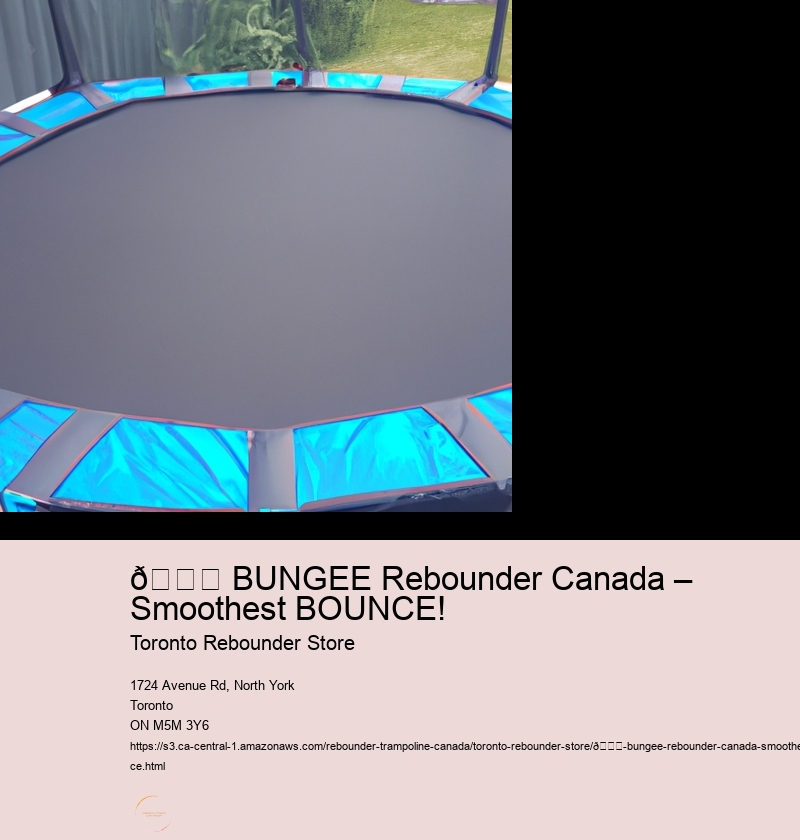 ð□□□ BUNGEE Rebounder Canada –
Smoothest BOUNCE!
Toronto Rebounder Store
1724 Avenue Rd, North York
Toronto
ON M5M 3Y6
https://s3.ca-central-1.amazonaws.com/rebounder-trampoline-canada/toronto-rebounder-store/ð□□□-bungee-rebounder-canada-smoothe
ce.html